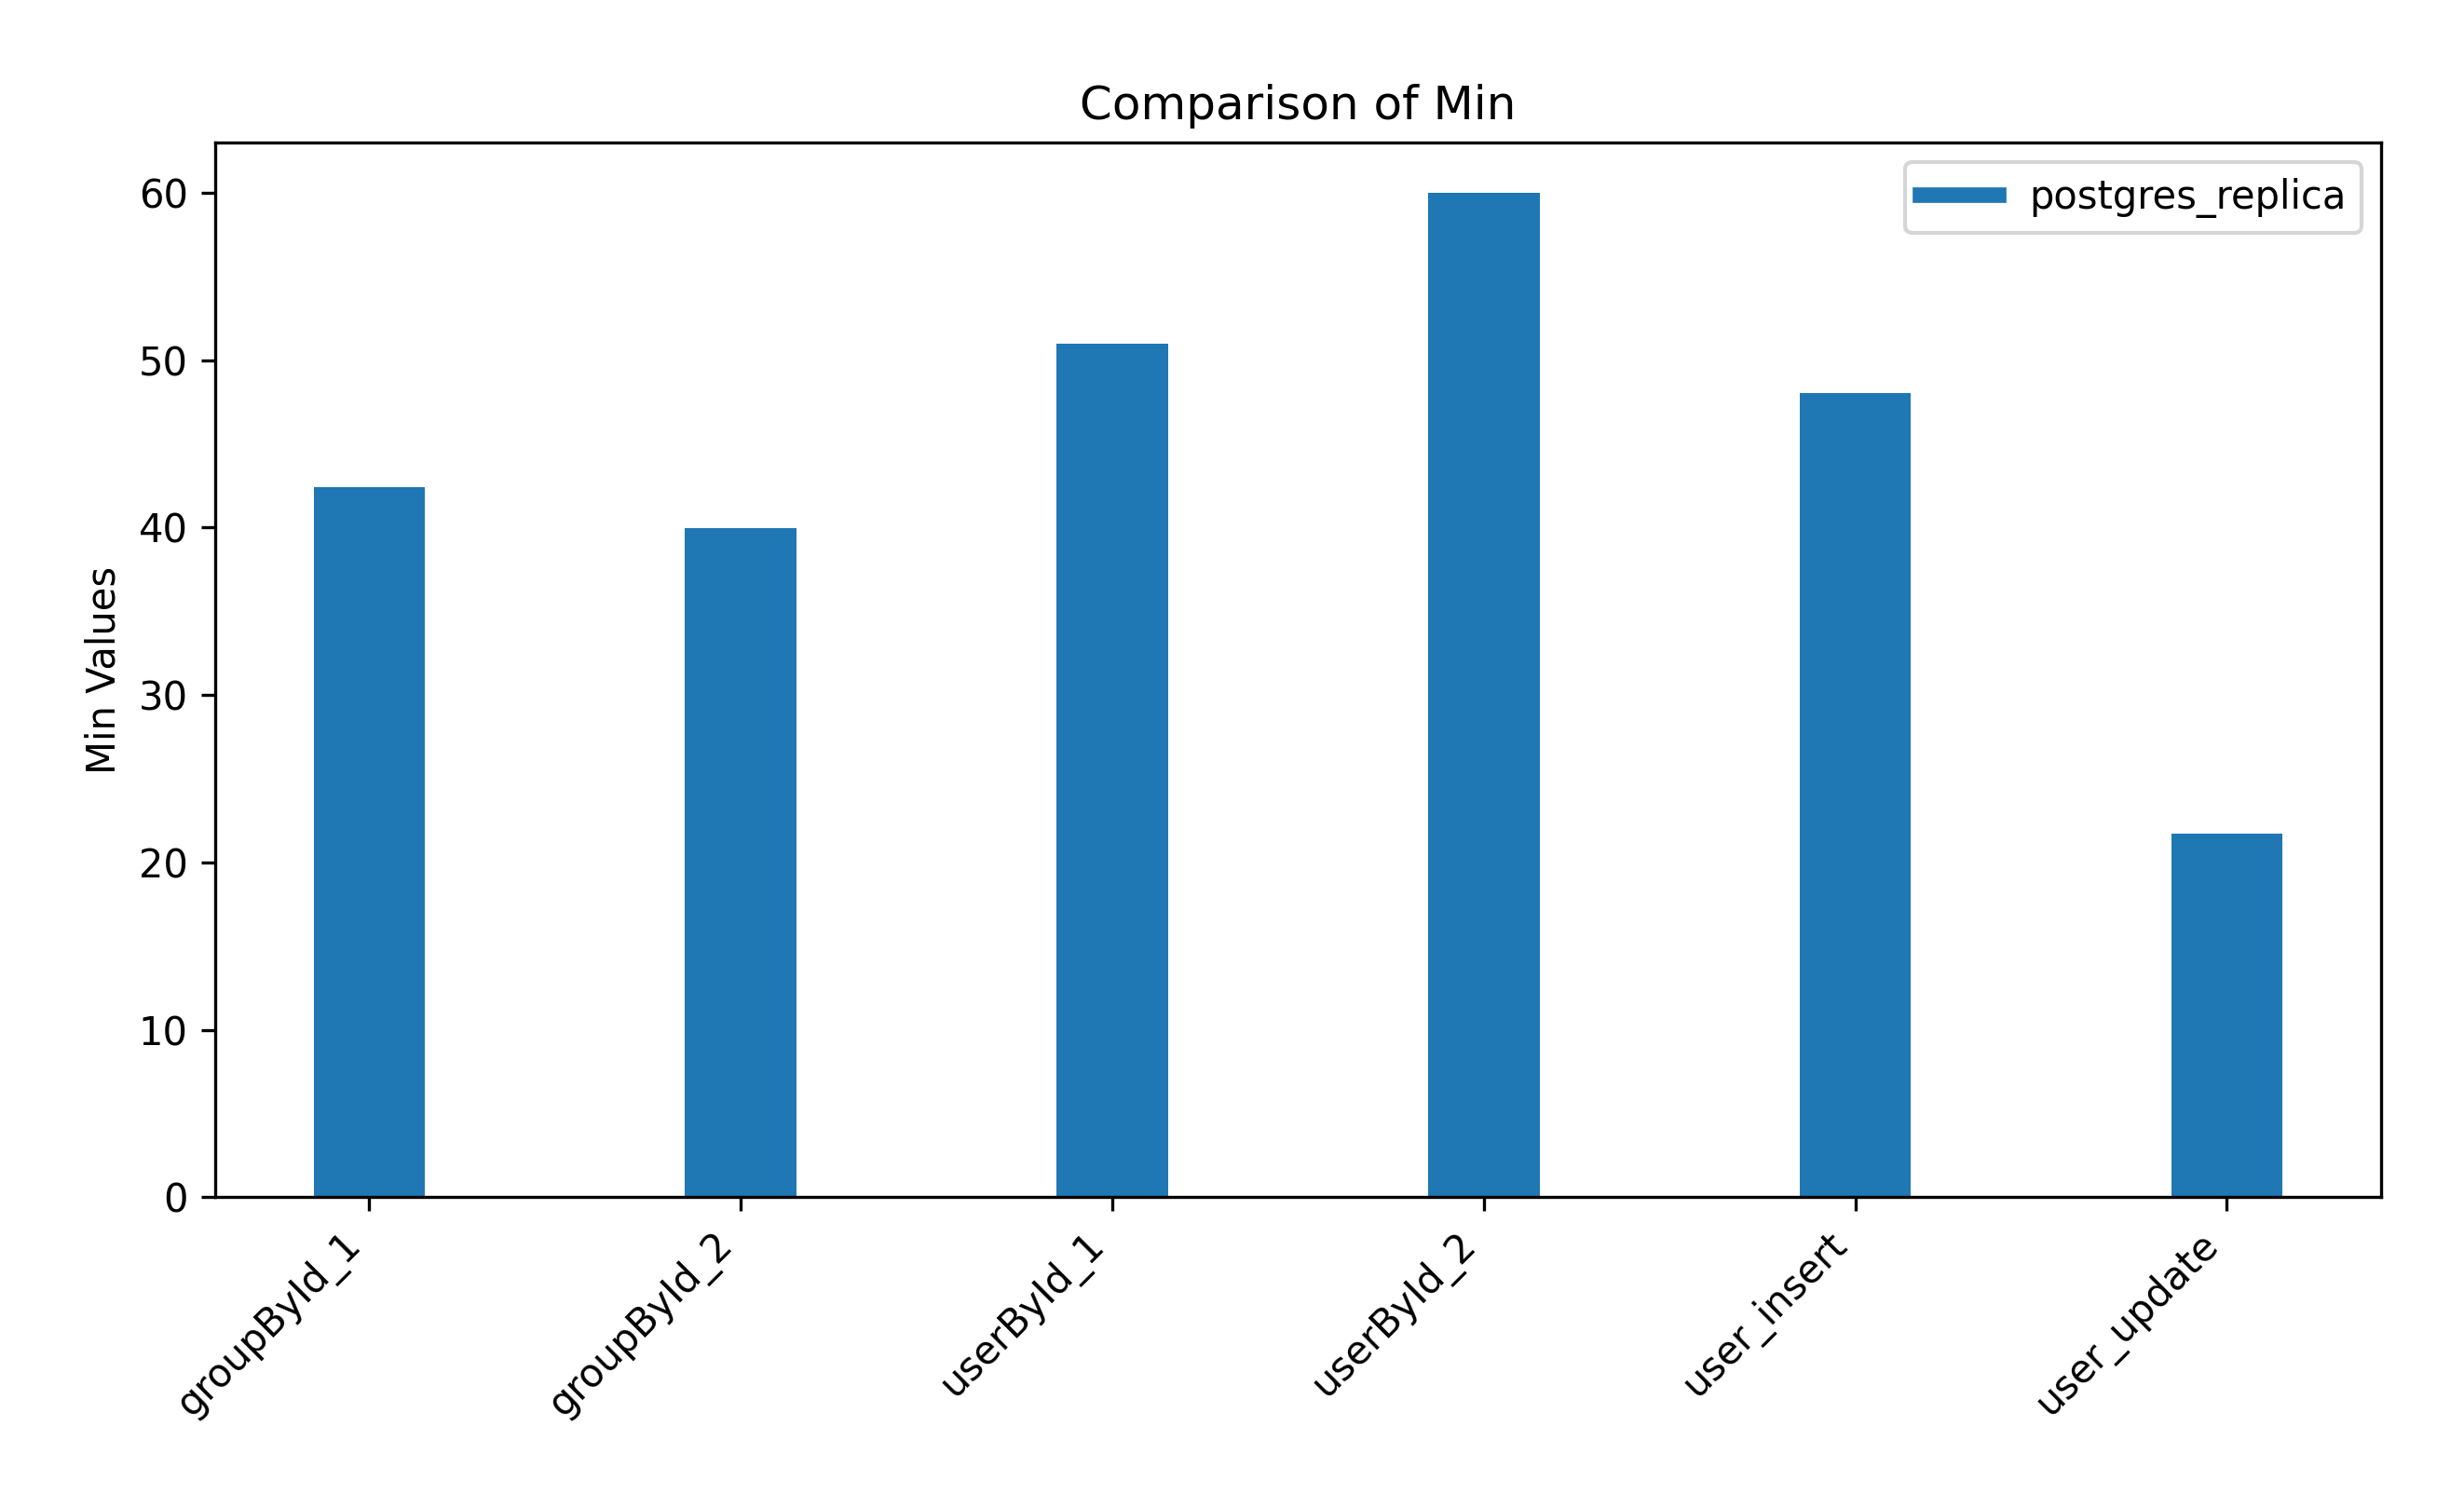 Comparison of Min
postgres_replica
Min Values
60
50
40
30
20
10
0
groupById_1
groupById_2
userById_1
userById_2
user_insert
user_update